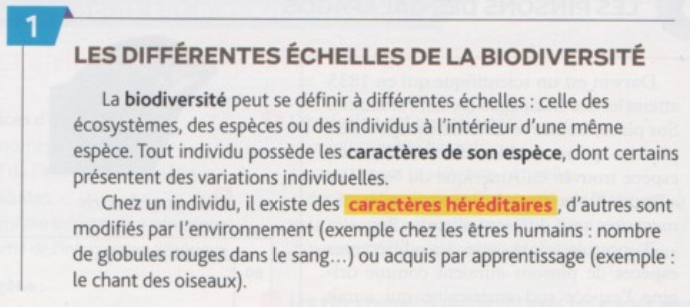 1
LES DIFFÉRENTES ÉCHELLES DE LA BIODIVERSITÉ
La biodiversité peut se définir à différentes échelles : celle des
écosystèmes, des espèces ou des individus à l'intérieur d'une même
espèce. Tout individu possède les caractères de son espèce, dont certains
présentent des variations individuelles.
Chez un individu, il existe des caractères héréditaires, d'autres sont
modifiés par l'environnement (exemple chez les êtres humains : nombre
de globules rouges dans le sang...) ou acquis par apprentissage (exemple :
le chant des oiseaux).